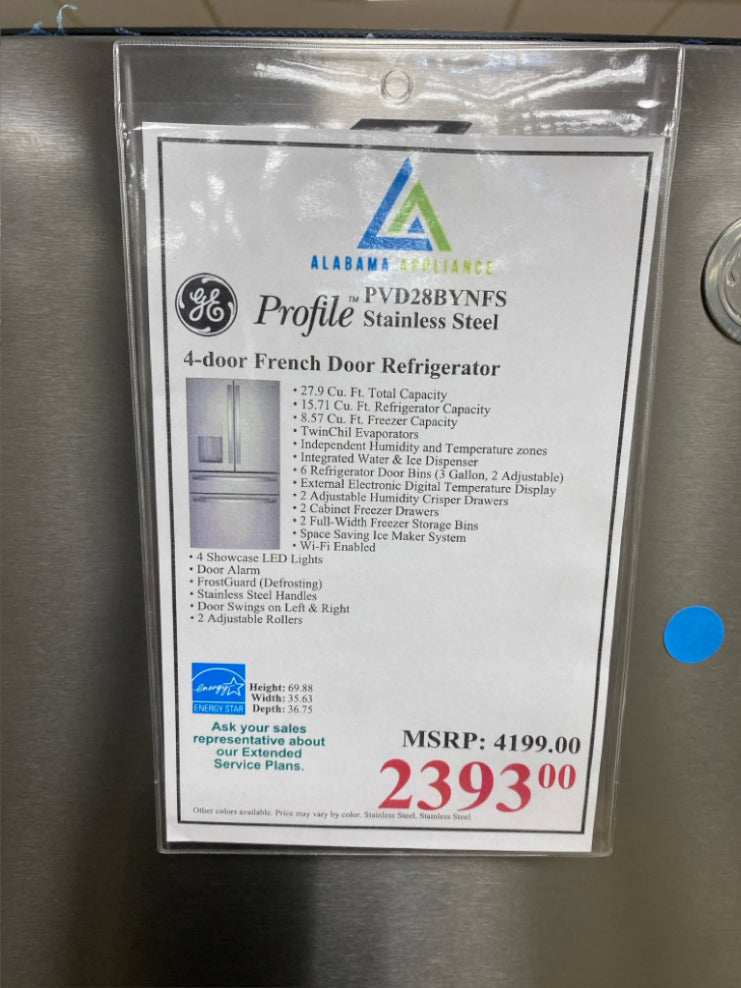 ALABAMA APPLIANCE
GE Profile™ PVD28BYNFS
Stainless Steel
4-door French Door Refrigerator
• 27.9 Cu. Ft. Total Capacity
• 15.71 Cu. Ft. Refrigerator Capacity
• 8.57 Cu. Ft. Freezer Capacity
• TwinChil Evaporators
• Independent Humidity and Temperature zones
• Integrated Water & Ice Dispenser
• 6 Refrigerator Door Bins (3 Gallon, 2 Adjustable)
• External Electronic Digital Temperature Display
• 2 Adjustable Humidity Crisper Drawers
• 2 Cabinet Freezer Drawers
• 2 Full-Width Freezer Storage Bins
• Space Saving Ice Maker System
• Wi-Fi Enabled
• 4 Showcase LED Lights
• Door Alarm
• FrostGuard (Defrosting)
• Stainless Steel Handles
• Door Swings on Left & Right
• 2 Adjustable Rollers
energy
ENERGY STAR
Height: 69.88
Width: 35.63
Depth: 36.75
Ask your sales
representative about
our Extended
Service Plans.
MSRP: 4199.00
2393 00
Other colors available. Price may vary by color. Stainless Steel, Stainless Steel